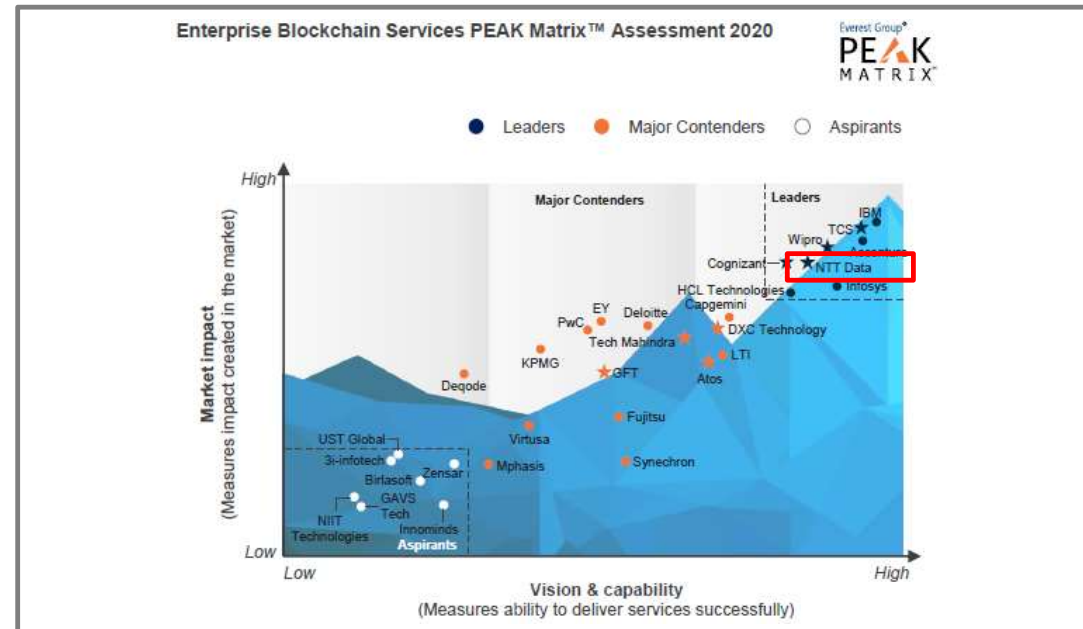 Enterprise Blockchain Services PEAK Matrix™ Assessment 2020
Everest Group®
PEAK
MATRIX™
Leaders
Major Contenders
Aspirants
High
Major Contenders
Leaders
IBM
TCS
Wipro
Accenture
Cognizant
NTT Data
HCL Technologies
Infosys
Capgemini
EY
Deloitte
PwC
DXC Technology
Tech Mahindra
KPMG
LTI
GFT
Atos
Deqode
Fujitsu
UST Global
Virtusa
3i-infotech
Zensar
Mphasis
Synechron
Birlasoft
GAVS
Tech
NIIT
Technologies
Innominds
Aspirants
Market impact
(Measures impact created in the market)
Low
Low
High
Vision & capability
(Measures ability to deliver services successfully)